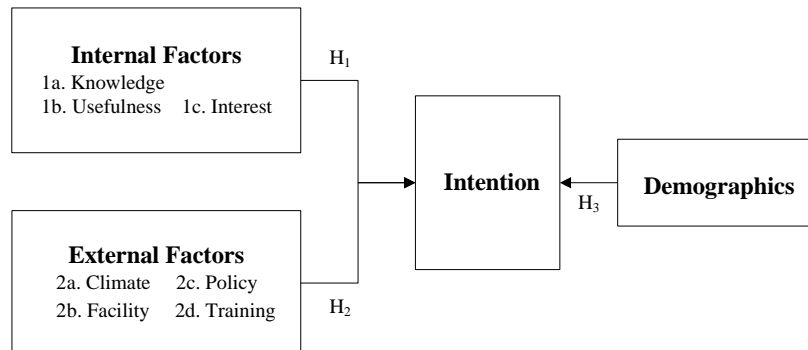 Internal Factors
1a. Knowledge
1b. Usefulness 1c. Interest
H₁
External Factors
2a. Climate 2c. Policy
2b. Facility 2d. Training
H₂
Intention
H₃
Demographics